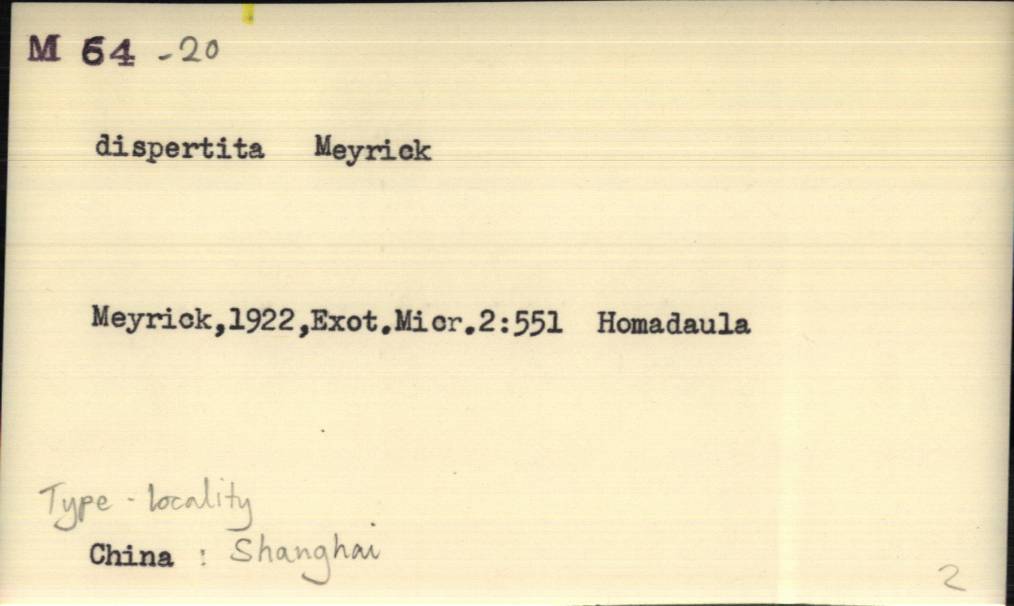 M 64 -20
dispertita Meyrick
Meyrick,1922,Exot.Micr.2:551 Homadaula
Type - locality
China : Shanghai
2